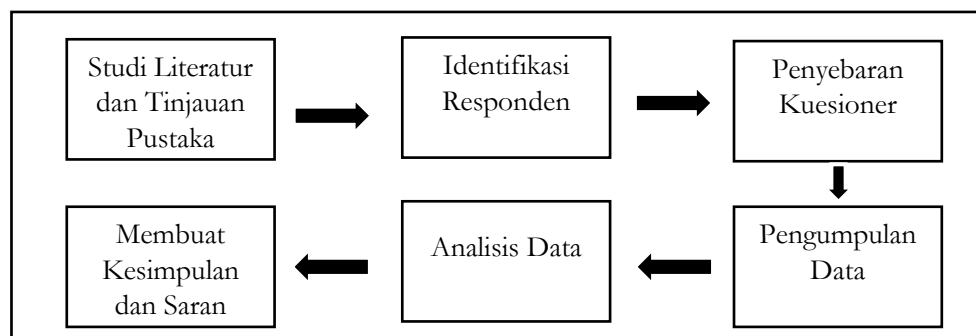 Studi Literatur
dan Tinjauan
Pustaka
Identifikasi
Responden
Penyebaran
Kuesioner
Pengumpulan
Data
Analisis Data
Membuat
Kesimpulan
dan Saran